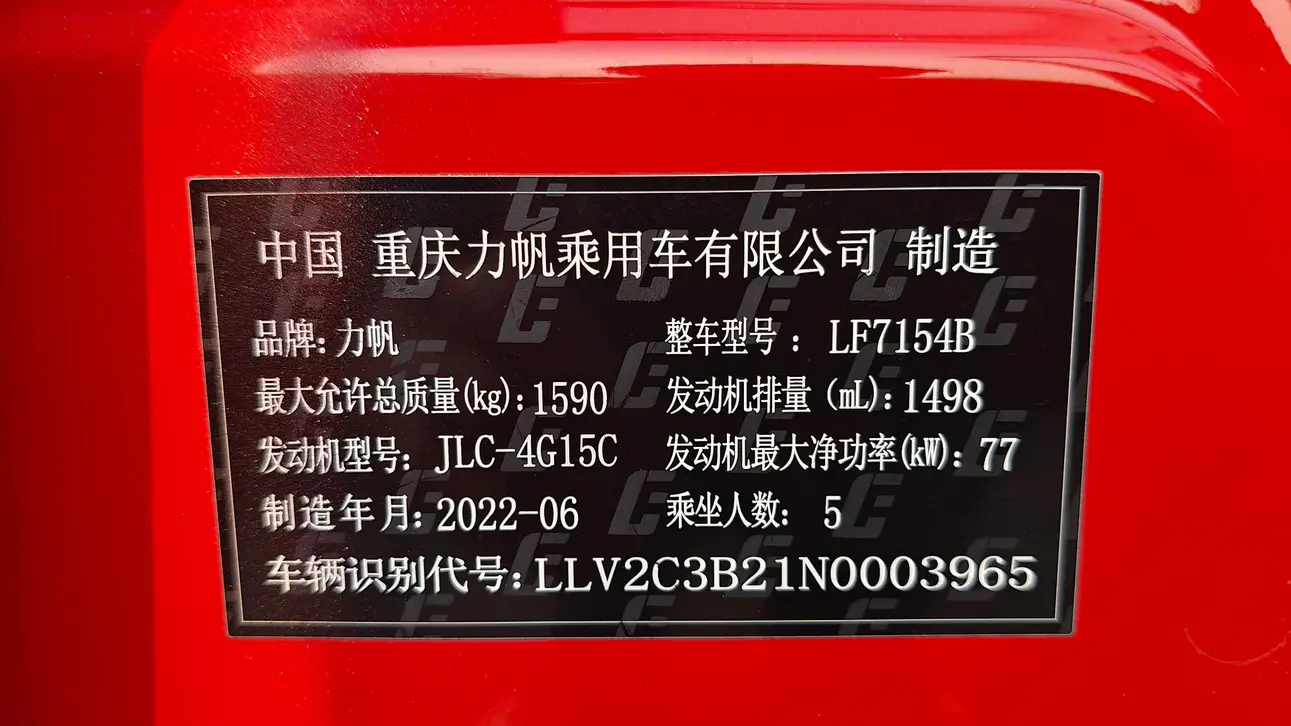 中国 重庆力帆乘用车有限公司 制造
品牌: 力帆 整车型号 : LF7154B
最大允许总质量(kg): 1590 发动机排量 (mL): 1498
发动机型号: JLC-4G15C 发动机最大净功率(kW): 77
制造年月: 2022-06 乘坐人数: 5
车辆识别代号: LLV2C3B21N0003965